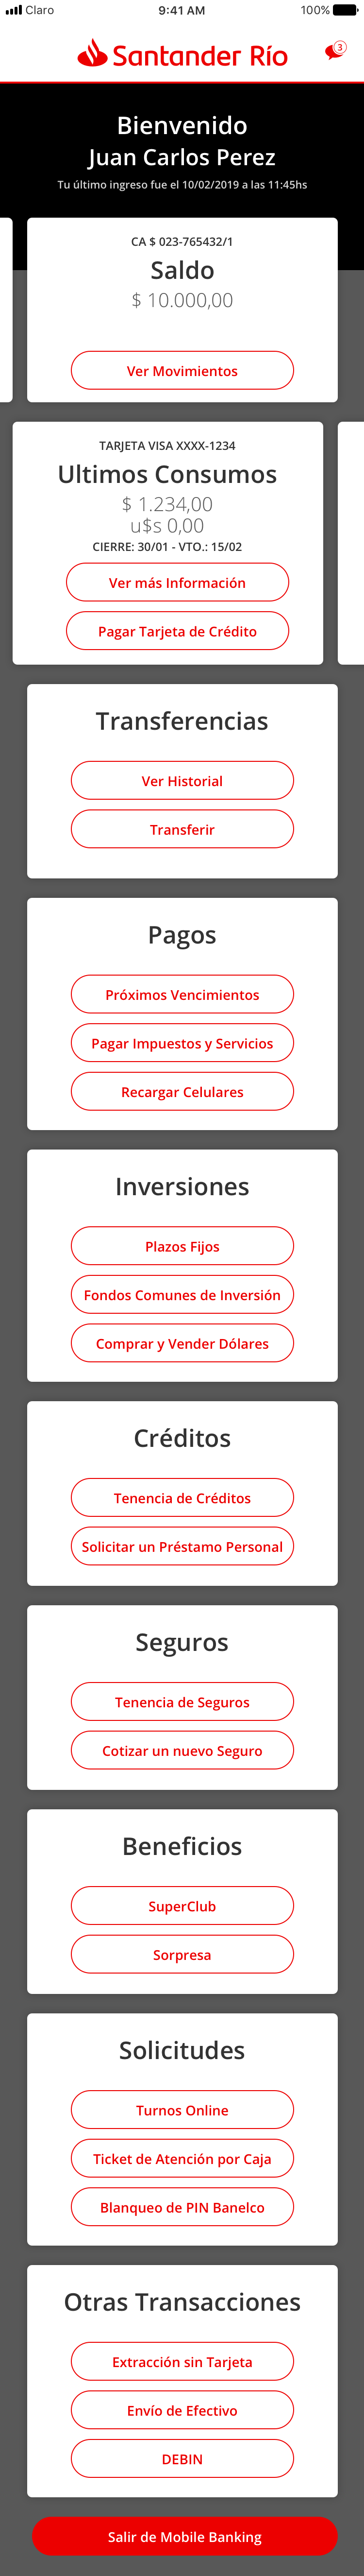 Claro
9:41 AM
100%
Santander Río
3
Bienvenido
Juan Carlos Perez
Tu último ingreso fue el 10/02/2019 a las 11:45hs
CA $ 023-765432/1
Saldo
$ 10.000,00
Ver Movimientos
TARJETA VISA XXXX-1234
Ultimos Consumos
$ 1.234,00
u$s 0,00
CIERRE: 30/01 - VTO.: 15/02
Ver más Información
Pagar Tarjeta de Crédito
Transferencias
Ver Historial
Transferir
Pagos
Próximos Vencimientos
Pagar Impuestos y Servicios
Recargar Celulares
Inversiones
Plazos Fijos
Fondos Comunes de Inversión
Comprar y Vender Dólares
Créditos
Tenencia de Créditos
Solicitar un Préstamo Personal
Seguros
Tenencia de Seguros
Cotizar un nuevo Seguro
Beneficios
SuperClub
Sorpresa
Solicitudes
Turnos Online
Ticket de Atención por Caja
Blanqueo de PIN Banelco
Otras Transacciones
Extracción sin Tarjeta
Envío de Efectivo
DEBIN
Salir de Mobile Banking